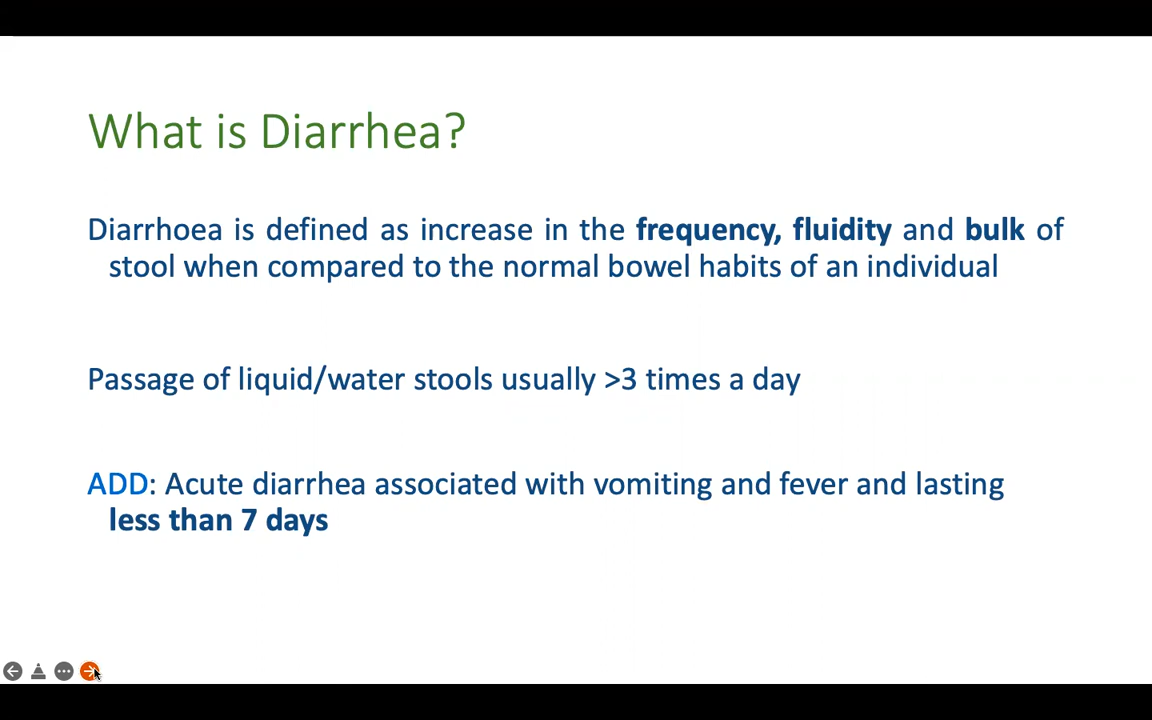 What is Diarrhea?
Diarrhoea is defined as increase in the frequency, fluidity and bulk of
stool when compared to the normal bowel habits of an individual
Passage of liquid/water stools usually >3 times a day
ADD: Acute diarrhea associated with vomiting and fever and lasting
less than 7 days